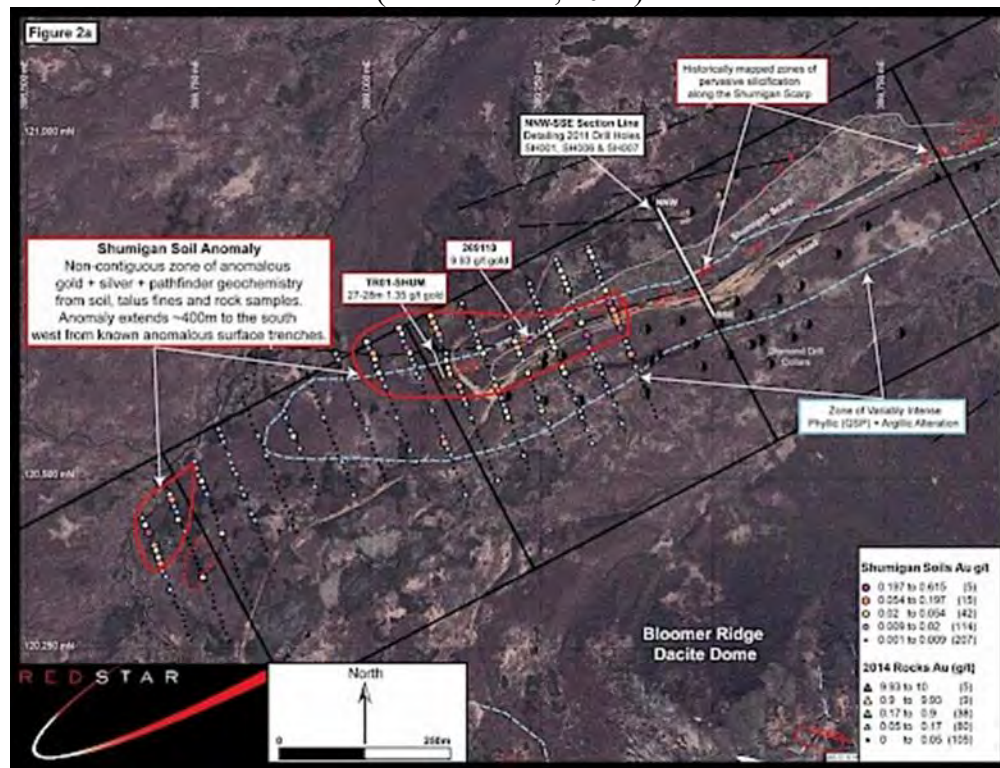 Figure 2a
121,000 mN
Historically mapped zones of
pervasive silicification
along the Shumigan Scarp
NNW-SSE Section Line
Detailing 2011 Drill Holes
SH001, SH006 & SH007
NNW
Shumigan Scarp
Main Road
SSE
Shumigan Soil Anomaly
Non-contiguous zone of anomalous
gold + silver + pathfinder geochemistry
from soil, talus fines and rock samples.
Anomaly extends ~400m to the south
west from known anomalous surface trenches.
TR01-SHUM
27-28m 1.35 g/t gold
9.93 g/t gold
Diamond Drill
Collars
Zone of Variably Intense
Phyllic (QSP) + Argillic Alteration
120,500 mN
120,250 mN
Bloomer Ridge
Dacite Dome
Shumigan Soils Au g/t
0.197 to 0.615 (5)
0.054 to 0.197 (15)
0.02 to 0.054 (42)
0.009 to 0.02 (114)
0.001 to 0.009 (207)
2014 Rocks Au (g/t)
9.93 to 10 (5)
0.9 to 9.93 (9)
0.17 to 0.9 (38)
0.05 to 0.17 (80)
0 to 0.05 (105)
REDSTAR
North
0 250m